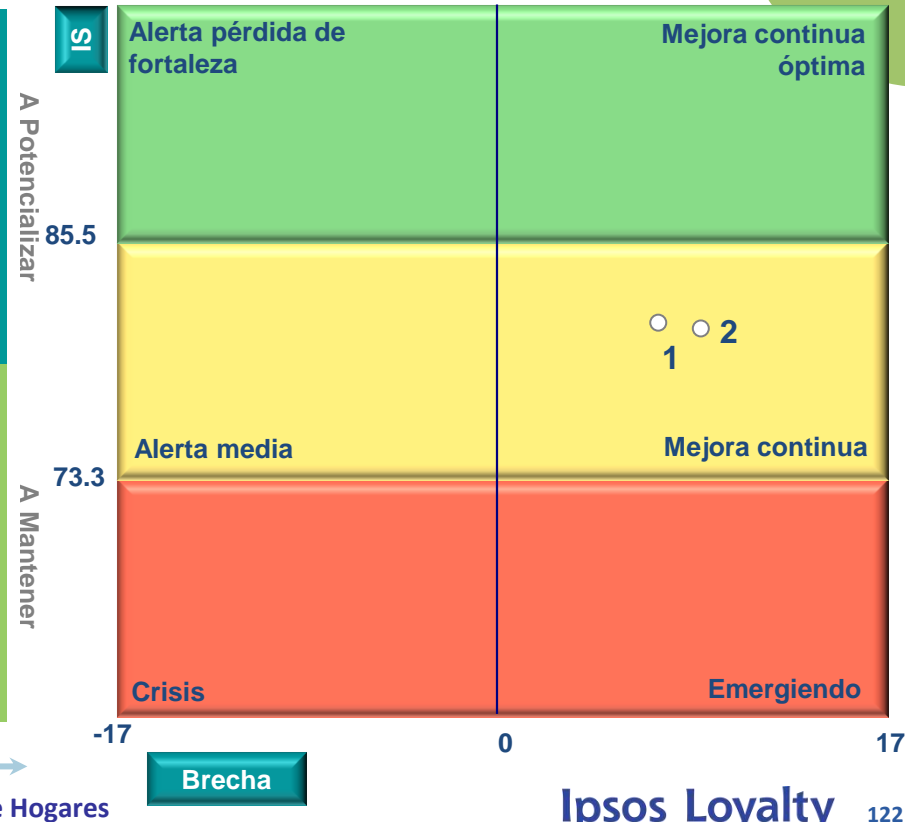 IS
Alerta pérdida de
fortaleza
Mejora continua
óptima
A Potencializar
85.5
1
2
Alerta media
Mejora continua
73.3
A Mantener
Crisis
Emergiendo
-17
0
17
Brecha
e Hogares
Ipsos Loyalty
122